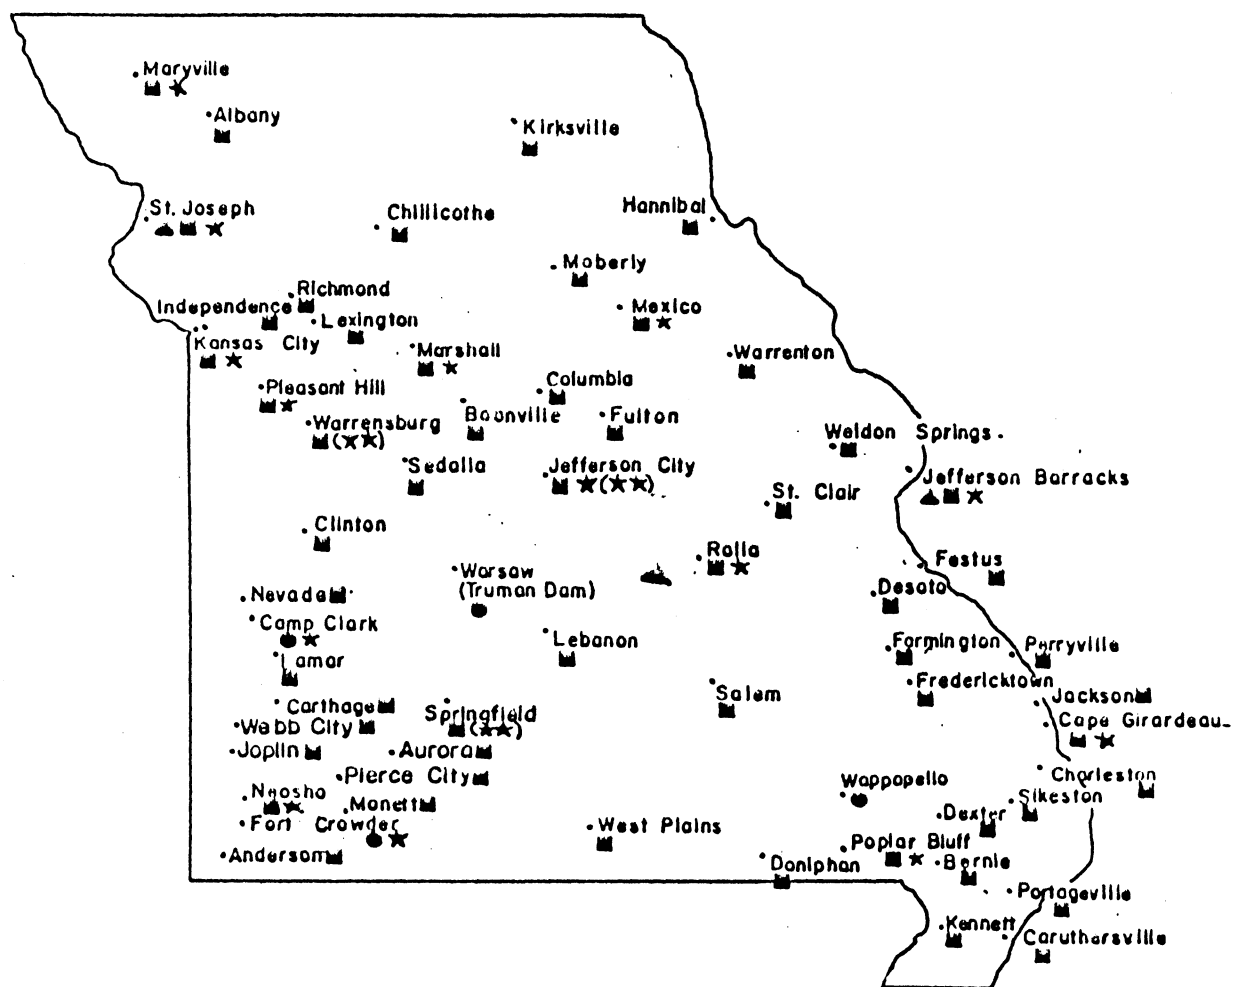 Maryville
Albany
Kirksville
St. Joseph
Chillicothe
Hannibal
Moberly
Richmond
Independence
Mexico
Lexington
Kansas City
Marshall
Warrenton
Pleasant Hill
Columbia
Warrensburg
Boonville
Fulton
Weldon Springs
Sedalia
Jefferson City
Jefferson Barracks
St. Clair
Clinton
Rolla
Festus
Warsaw
(Truman Dam)
Nevada
Desoto
Camp Clark
Lebanon
Farmington
Perryville
Lamar
Fredericktown
Salem
Jackson
Carthage
Springfield
Cape Girardeau
Webb City
Joplin
Aurora
Pierce City
Charleston
Wappapello
Neosho
Monett
Sikeston
Dexter
Fort Crowder
West Plains
Poplar Bluff
Anderson
Doniphan
Bernie
Portageville
Kennett
Caruthersville